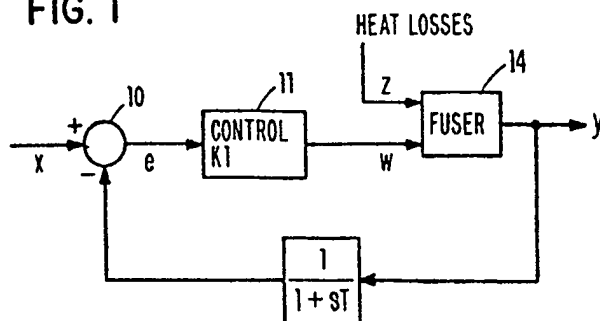 FIG. 1
HEAT LOSSES
10
11
14
+
x
-
e
CONTROL
K1
z
w
FUSER
y
1
1 + sT